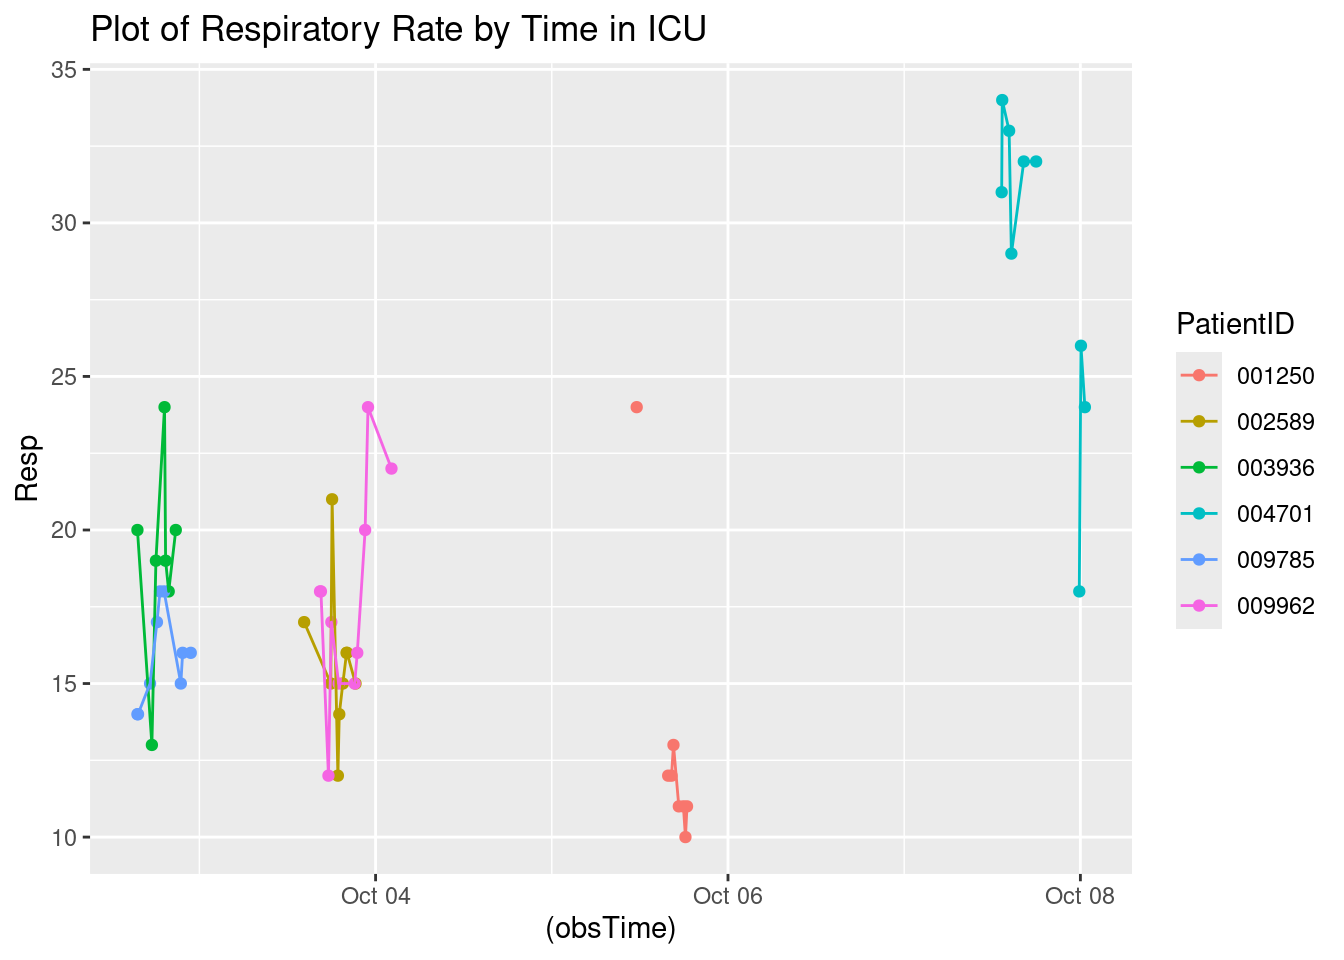 Plot of Respiratory Rate by Time in ICU
35
30
25
20
15
10
Resp
Oct 04
Oct 06
Oct 08
(obsTime)
PatientID
001250
002589
003936
004701
009785
009962